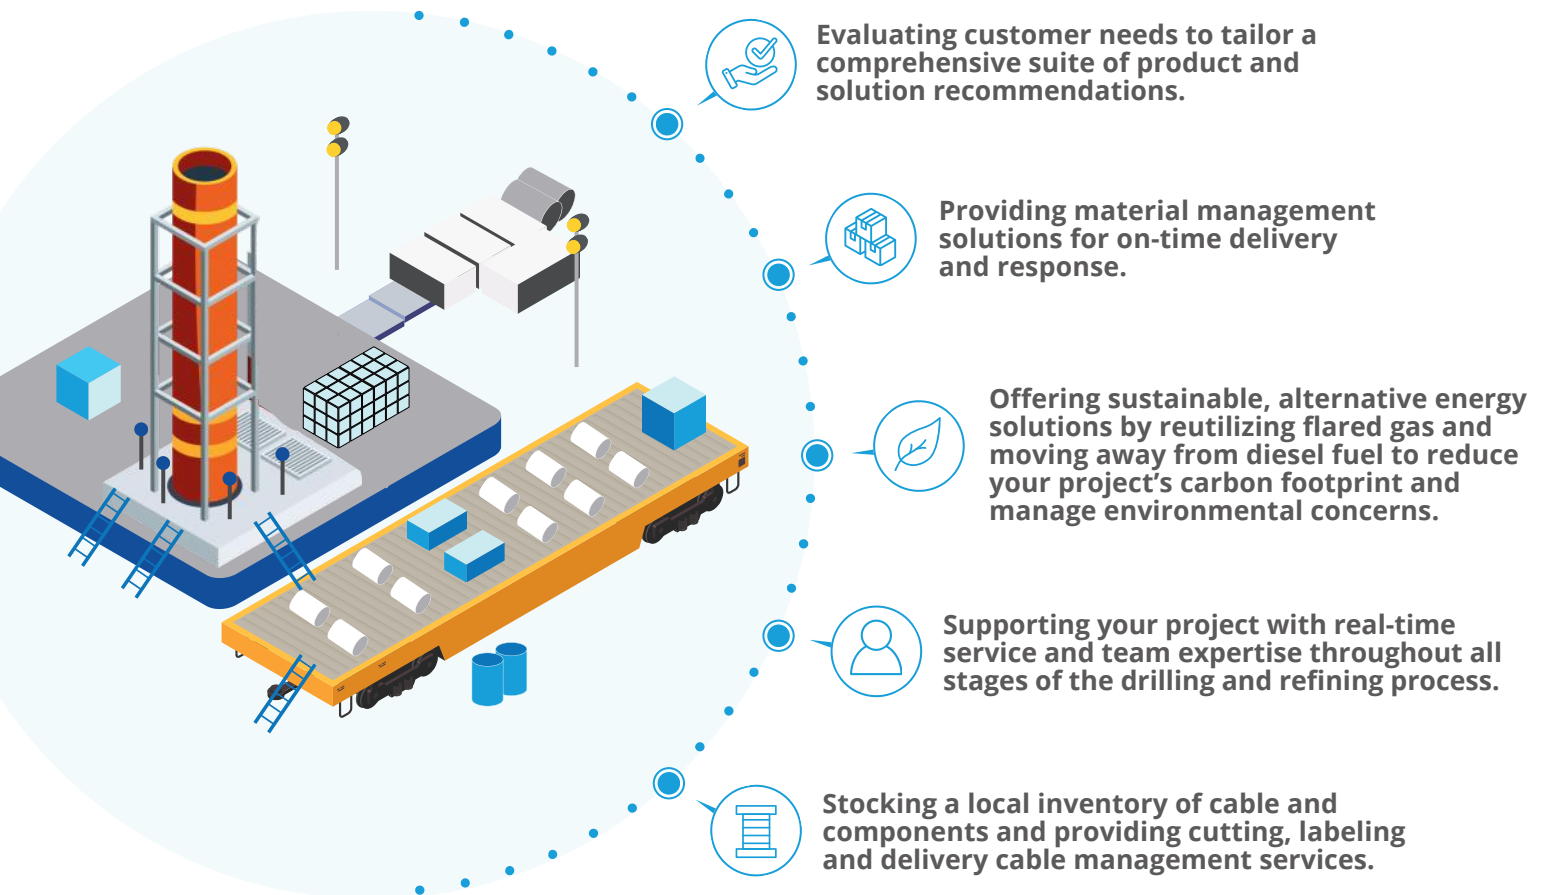 Evaluating customer needs to tailor a
comprehensive suite of product and
solution recommendations.
Providing material management
solutions for on-time delivery
and response.
Offering sustainable, alternative energy
solutions by reutilizing flared gas and
moving away from diesel fuel to reduce
your project’s carbon footprint and
manage environmental concerns.
Supporting your project with real-time
service and team expertise throughout all
stages of the drilling and refining process.
Stocking a local inventory of cable and
components and providing cutting, labeling
and delivery cable management services.